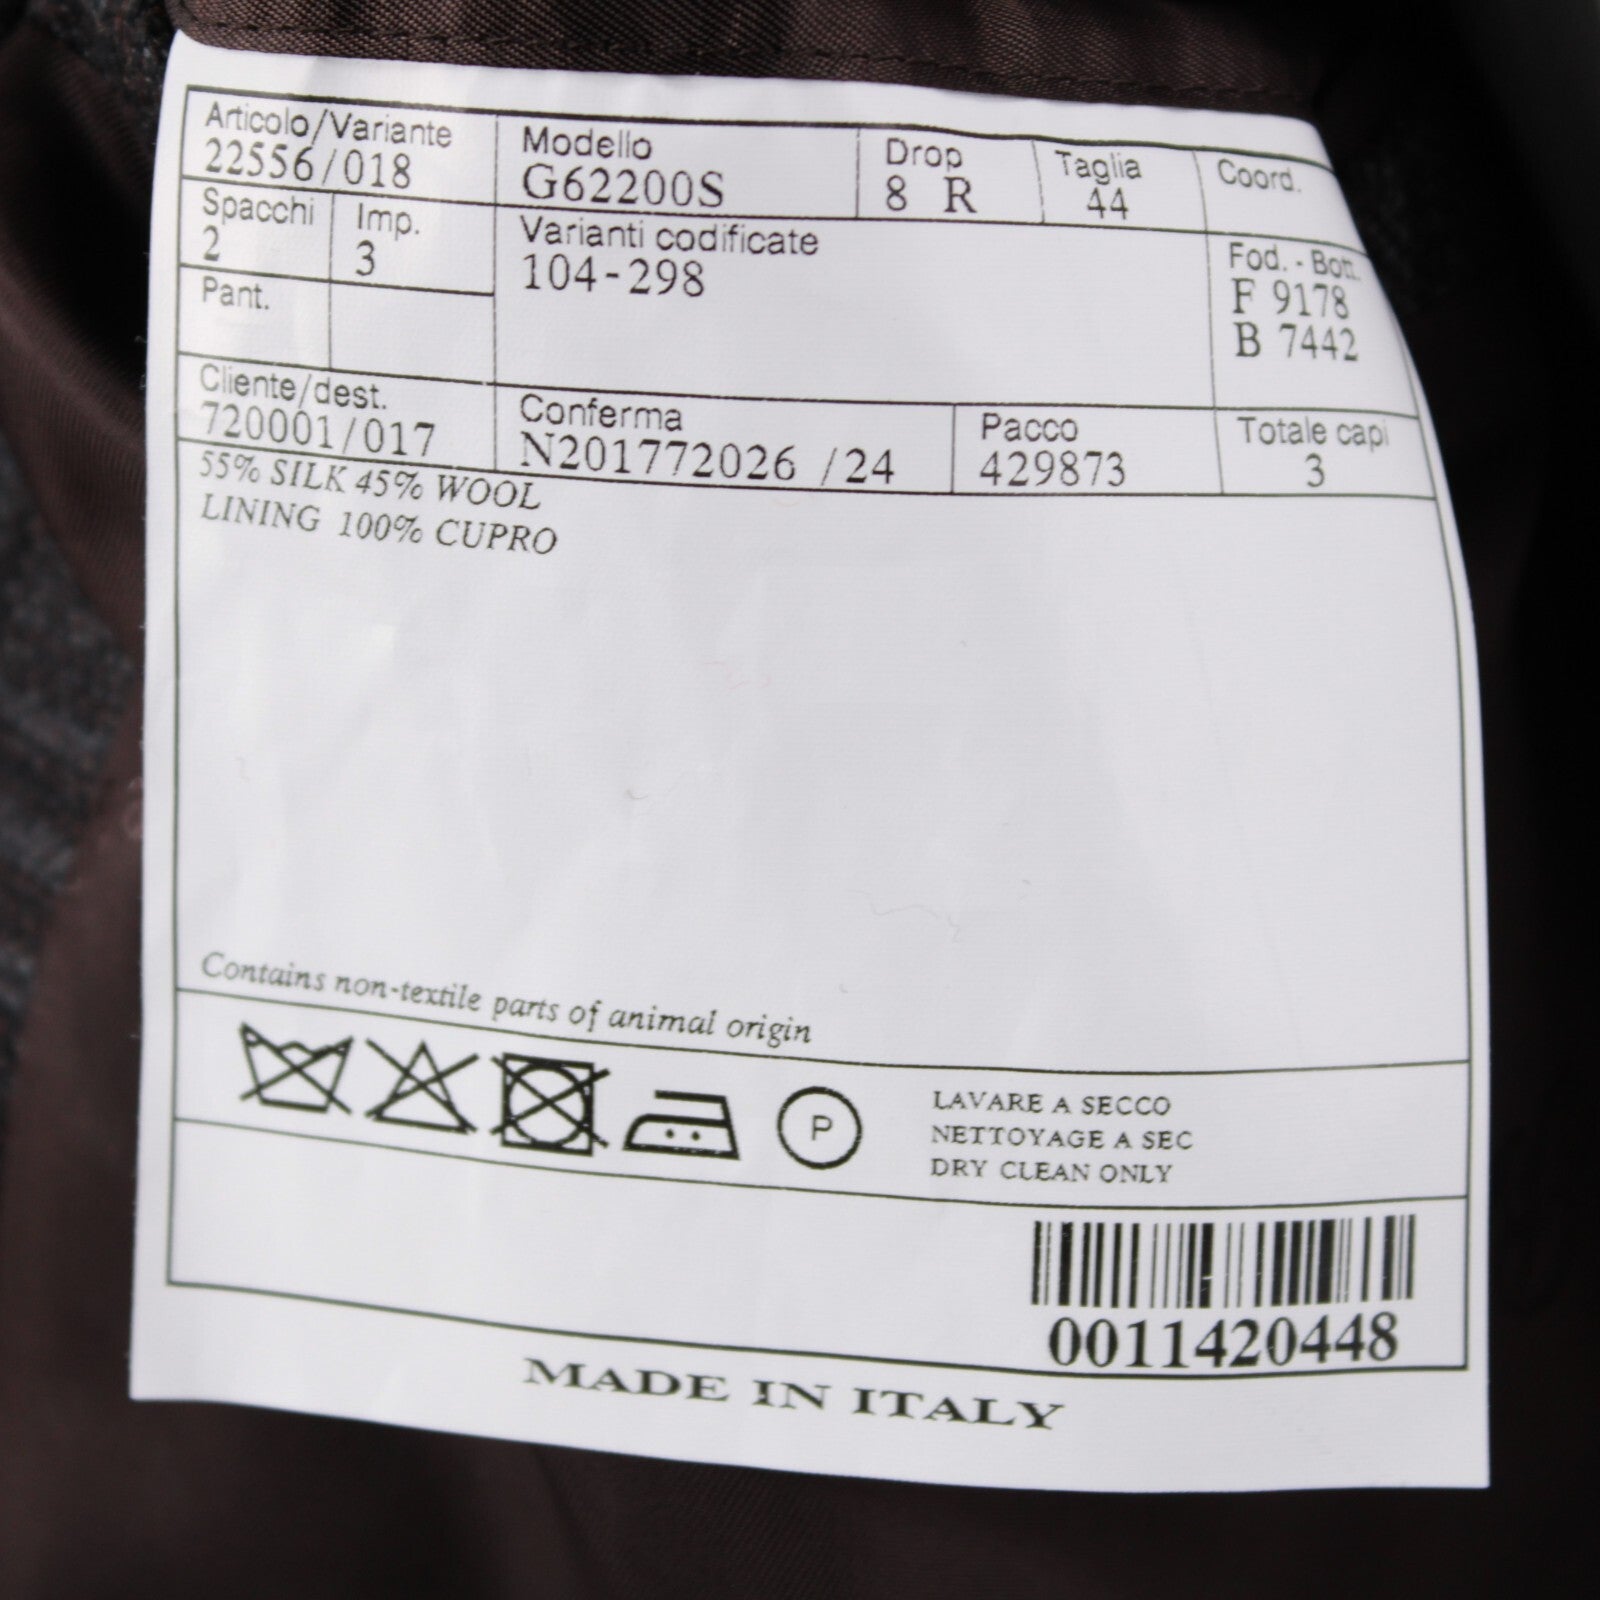 Articolo/Variante Modello Drop Taglia Coord.
22556/018 G62200S 8 R 44
Spacchi Imp. Varianti codificate Fod. - Bott.
2 3 104-298 F 9178
Pant. B 7442
Cliente/dest. Conferma Pacco Totale capi
720001/017 N201772026 /24 429873 3
55% SILK 45% WOOL
LINING 100% CUPRO
Contains non-textile parts of animal origin
P
LAVARE A SECCO
NETTOYAGE A SEC
DRY CLEAN ONLY
0011420448
MADE IN ITALY